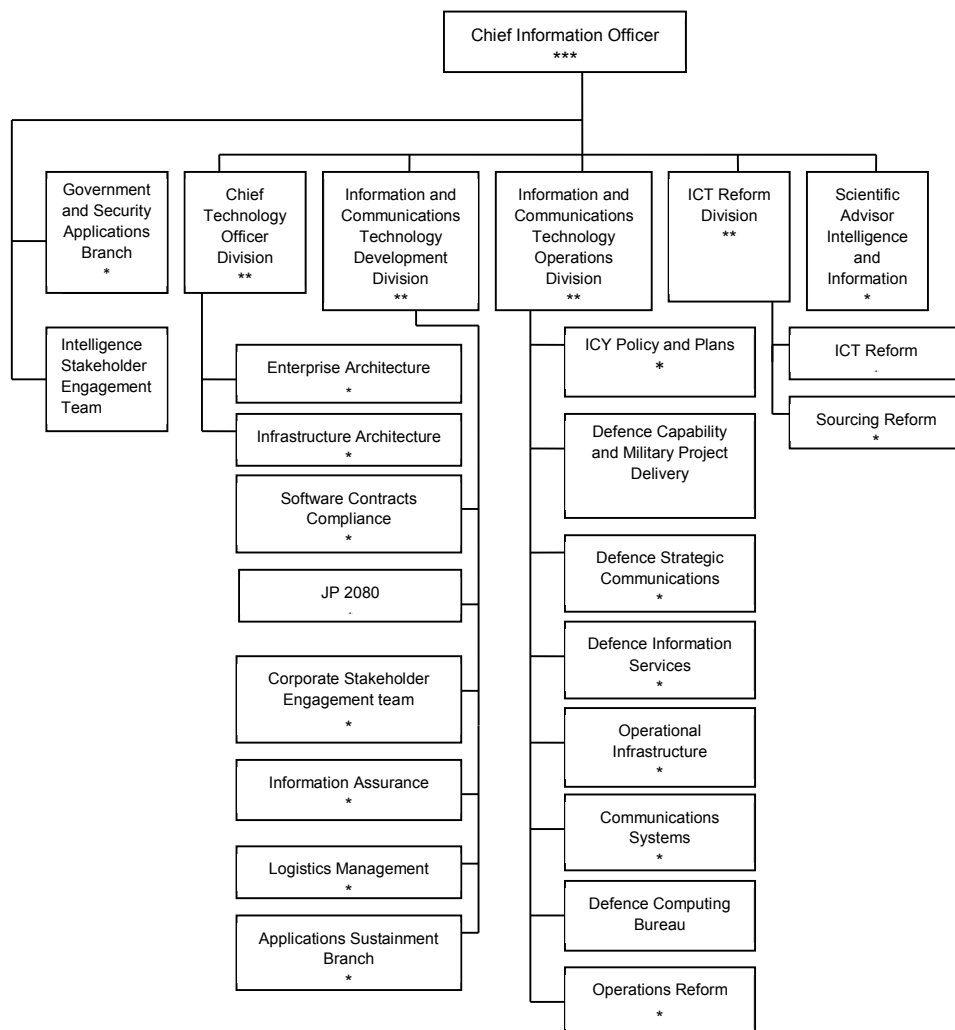 Chief Information Officer
***
Government
and Security
Applications
Branch
*
Chief
Technology
Officer
Division
**
Information and
Communications
Technology
Development
Division
**
Information and
Communications
Technology
Operations
Division
**
ICT Reform
Division
**
Scientific
Advisor
Intelligence
and
Information
*
Intelligence
Stakeholder
Engagement
Team
Enterprise Architecture
*
Infrastructure Architecture
*
Software Contracts
Compliance
*
JP 2080
.
Corporate Stakeholder
Engagement team
*
Information Assurance
*
Logistics Management
*
Applications Sustainment
Branch
*
ICY Policy and Plans
*
Defence Capability
and Military Project
Delivery
Defence Strategic
Communications
*
Defence Information
Services
*
Operational
Infrastructure
*
Communications
Systems
*
Defence Computing
Bureau
Operations Reform
*
ICT Reform
.
Sourcing Reform
*